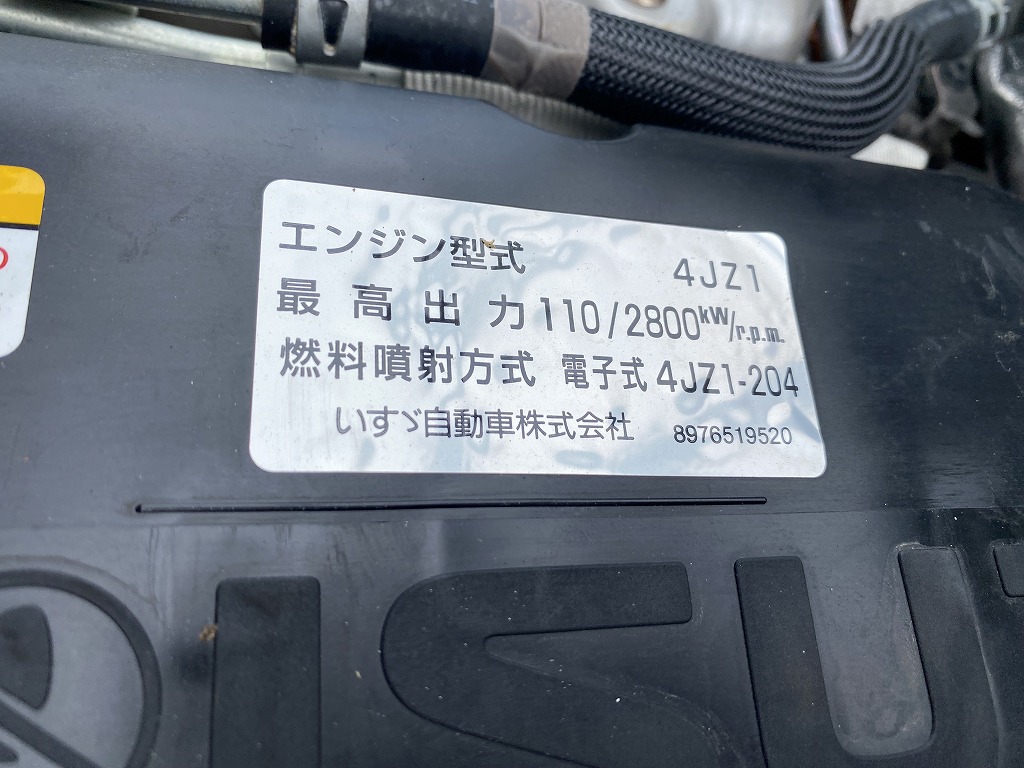 エンジン型式 4JZ1
最高出力 110/2800kW/r.p.m.
燃料噴射方式 電子式 4JZ1-204
いすゞ自動車株式会社 8976519520
ISU